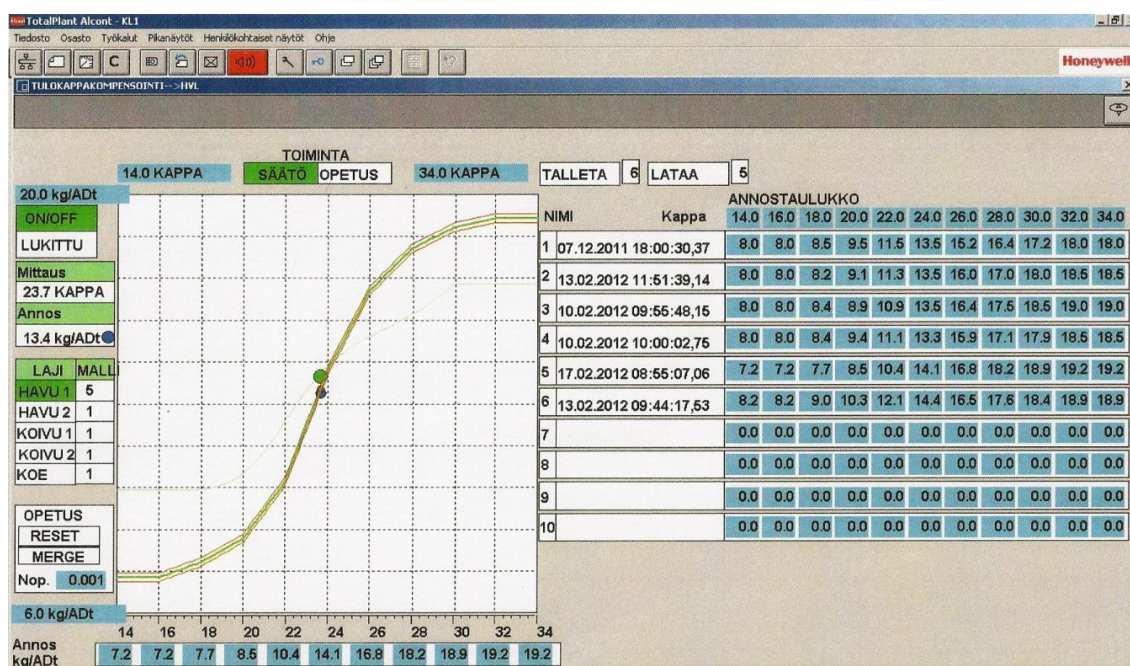 TotalPlant Alcont - KL1
Tiedosto Osasto Työkalut Pikanäytöt Henkilökohtaiset näytöt Ohje
C
Honeywell
TULOKAPPAKOMPENSOINTI-->HVL
TOIMINTA
14.0 KAPPA SÄÄTÖ OPETUS 34.0 KAPPA TALLETA 6 LATAA 5
20.0 kg/ADt
ON/OFF
LUKITTU
Mittaus
23.7 KAPPA
Annos
13.4 kg/ADt
LAJI MALLI
HAVU 1 5
HAVU 2 1
KOIVU 1 1
KOIVU 2 1
KOE 1
OPETUS
RESET
MERGE
Nop. 0.001
6.0 kg/ADt
14 16 18 20 22 24 26 28 30 32 34
Annos
kg/ADt 7.2 7.2 7.7 8.5 10.4 14.1 16.8 18.2 18.9 19.2 19.2
ANNOSTAULUKKO
NIMI Kappa 14.0 16.0 18.0 20.0 22.0 24.0 26.0 28.0 30.0 32.0 34.0
1 07.12.2011 18:00:30,37 8.0 8.0 8.5 9.5 11.5 13.5 15.2 16.4 17.2 18.0 18.0
2 13.02.2012 11:51:39,14 8.0 8.0 8.2 9.1 11.3 13.5 16.0 17.0 18.0 18.5 18.5
3 10.02.2012 09:55:48,15 8.0 8.0 8.4 8.9 10.9 13.5 16.4 17.5 18.5 19.0 19.0
4 10.02.2012 10:00:02,75 8.0 8.0 8.4 9.4 11.1 13.3 15.9 17.1 17.9 18.5 18.5
5 17.02.2012 08:55:07,06 7.2 7.2 7.7 8.5 10.4 14.1 16.8 18.2 18.9 19.2 19.2
6 13.02.2012 09:44:17,53 8.2 8.2 9.0 10.3 12.1 14.4 16.5 17.6 18.4 18.9 18.9
7 0.0 0.0 0.0 0.0 0.0 0.0 0.0 0.0 0.0 0.0 0.0
8 0.0 0.0 0.0 0.0 0.0 0.0 0.0 0.0 0.0 0.0 0.0
9 0.0 0.0 0.0 0.0 0.0 0.0 0.0 0.0 0.0 0.0 0.0
10 0.0 0.0 0.0 0.0 0.0 0.0 0.0 0.0 0.0 0.0 0.0